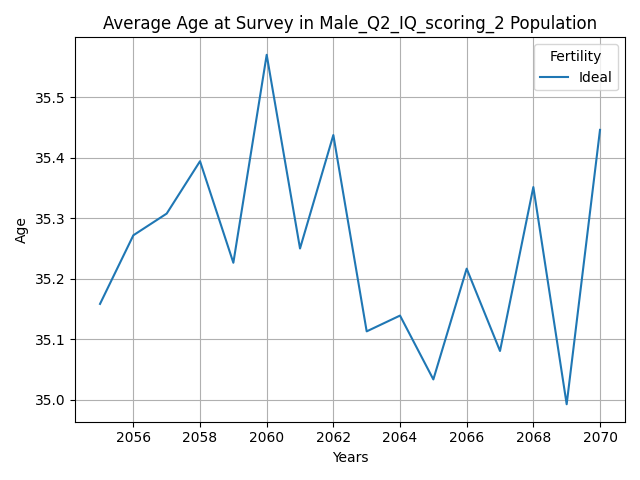 Average Age at Survey in Male_Q2_IQ_scoring_2 Population
Fertility
Ideal
35.5
35.4
35.3
35.2
35.1
35.0
Age
2056 2058 2060 2062 2064 2066 2068 2070
Years